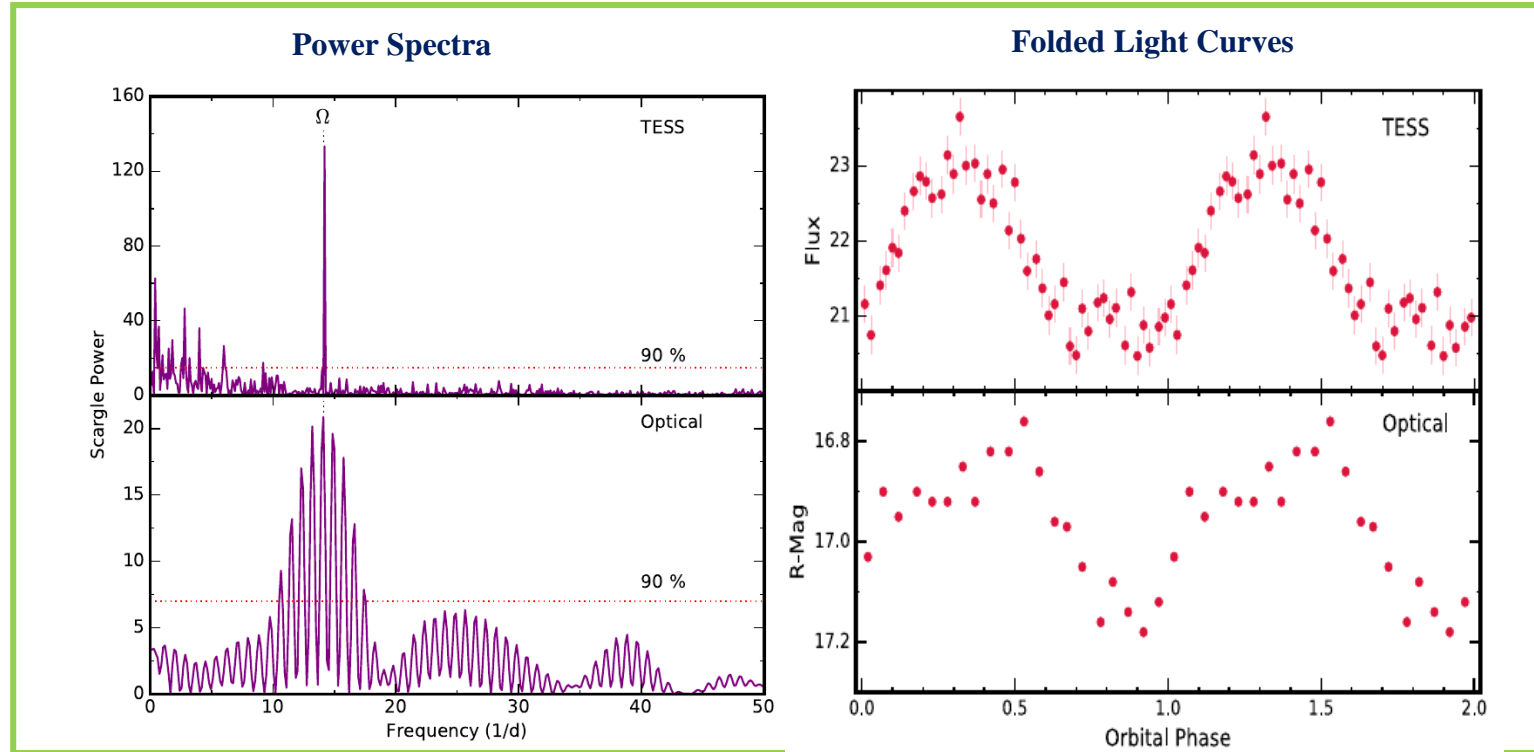 Power Spectra
Folded Light Curves
160
120
80
40
0
Ω
TESS
90 %
Scargle Power
20
15
10
5
0
Optical
90 %
0 10 20 30 40 50
Frequency (1/d)
TESS
23
22
21
Flux
Optical
16.8
17.0
17.2
R-Mag
0.0 0.5 1.0 1.5 2.0
Orbital Phase